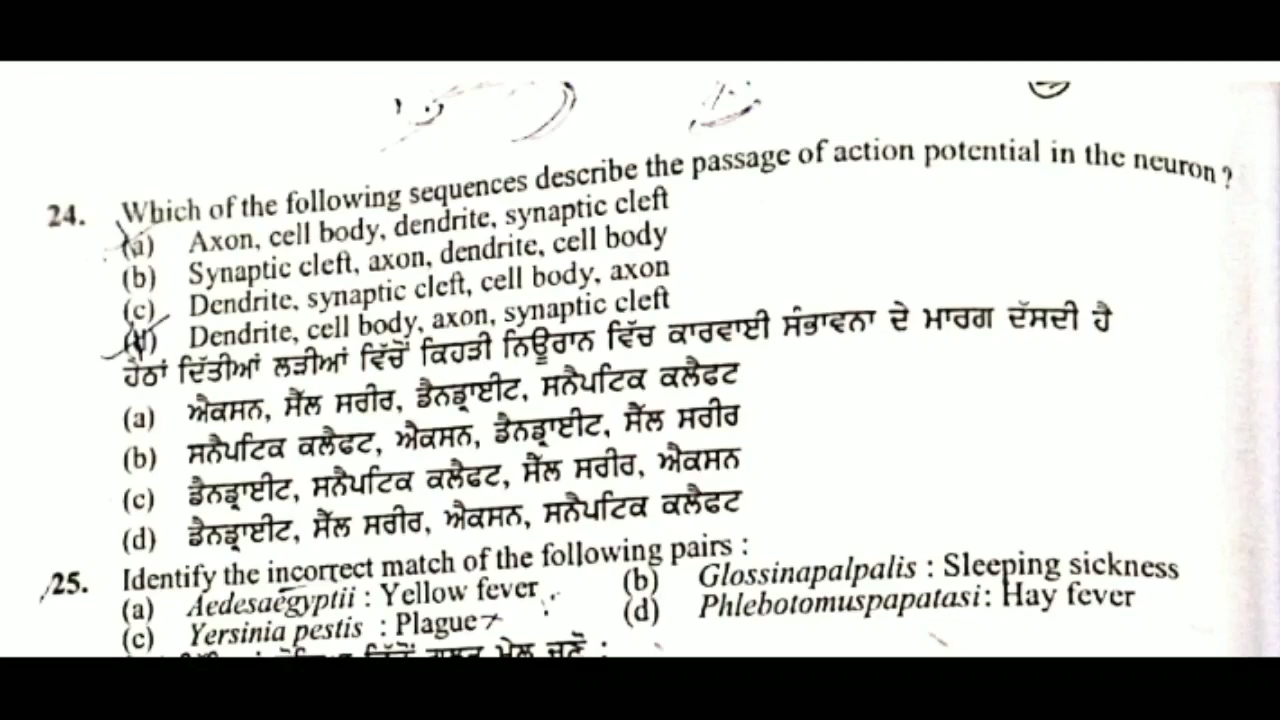 24. Which of the following sequences describe the passage of action potential in the neuron ?
(a) Axon, cell body, dendrite, synaptic cleft
(b) Synaptic cleft, axon, dendrite, cell body
(c) Dendrite, synaptic cleft, cell body, axon
(d) Dendrite, cell body, axon, synaptic cleft
ਹੇਠਾਂ ਦਿੱਤੀਆਂ ਲੜੀਆਂ ਵਿੱਚੋਂ ਕਿਹੜੀ ਨਿਊਰਾਨ ਵਿੱਚ ਕਾਰਵਾਈ ਸੰਭਾਵਨਾ ਦੇ ਮਾਰਗ ਦੱਸਦੀ ਹੈ
(a) ਐਕਸਨ, ਸੈੱਲ ਸਰੀਰ, ਡੈਨਡ੍ਰਾਈਟ, ਸਨੈਪਟਿਕ ਕਲੈਫਟ
(b) ਸਨੈਪਟਿਕ ਕਲੈਫਟ, ਐਕਸਨ, ਡੈਨਡ੍ਰਾਈਟ, ਸੈੱਲ ਸਰੀਰ
(c) ਡੈਨਡ੍ਰਾਈਟ, ਸਨੈਪਟਿਕ ਕਲੈਫਟ, ਸੈੱਲ ਸਰੀਰ, ਐਕਸਨ
(d) ਡੈਨਡ੍ਰਾਈਟ, ਸੈੱਲ ਸਰੀਰ, ਐਕਸਨ, ਸਨੈਪਟਿਕ ਕਲੈਫਟ
25. Identify the incorrect match of the following pairs :
(a) Aedesaegyptii : Yellow fever (b) Glossinapalpalis : Sleeping sickness
(c) Yersinia pestis : Plague (d) Phlebotomuspapatasi: Hay fever